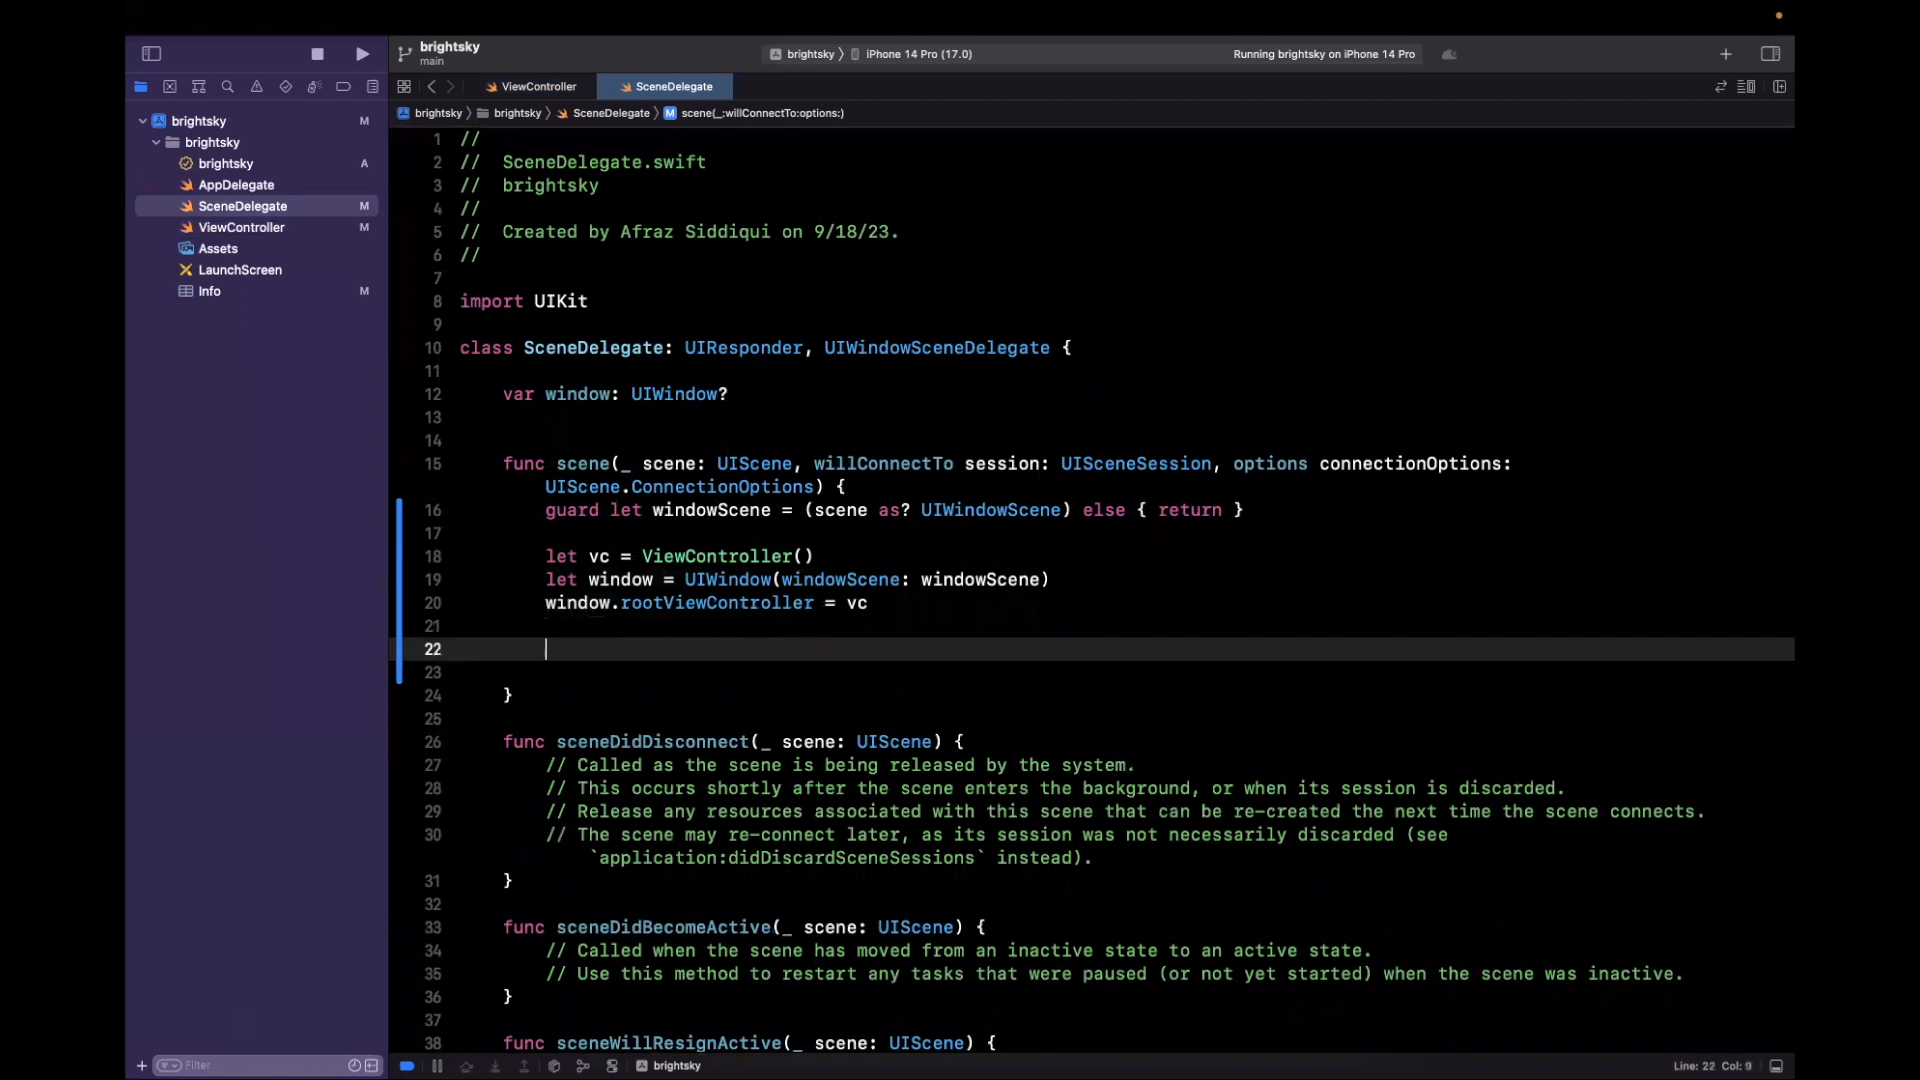 brightsky
main
brightsky
iPhone 14 Pro (17.0)
Running brightsky on iPhone 14 Pro
ViewController
SceneDelegate
brightsky
brightsky
SceneDelegate
M scene(_:willConnectTo:options:)
brightsky M
brightsky
brightsky A
AppDelegate
SceneDelegate M
ViewController M
Assets
LaunchScreen
Info M
1 //
2 //  SceneDelegate.swift
3 //  brightsky
4 //
5 //  Created by Afraz Siddiqui on 9/18/23.
6 //
7
8 import UIKit
9
10 class SceneDelegate: UIResponder, UIWindowSceneDelegate {
11
12     var window: UIWindow?
13
14
15     func scene(_ scene: UIScene, willConnectTo session: UISceneSession, options connectionOptions:
UIScene.ConnectionOptions) {
16         guard let windowScene = (scene as? UIWindowScene) else { return }
17
18         let vc = ViewController()
19         let window = UIWindow(windowScene: windowScene)
20         window.rootViewController = vc
21
22
23
24     }
25
26     func sceneDidDisconnect(_ scene: UIScene) {
27         // Called as the scene is being released by the system.
28         // This occurs shortly after the scene enters the background, or when its session is discarded.
29         // Release any resources associated with this scene that can be re-created the next time the scene connects.
30         // The scene may re-connect later, as its session was not necessarily discarded (see
`application:didDiscardSceneSessions` instead).
31     }
32
33     func sceneDidBecomeActive(_ scene: UIScene) {
34         // Called when the scene has moved from an inactive state to an active state.
35         // Use this method to restart any tasks that were paused (or not yet started) when the scene was inactive.
36     }
37
38     func sceneWillResignActive(_ scene: UIScene) {
Filter
brightsky
Line: 22 Col: 9